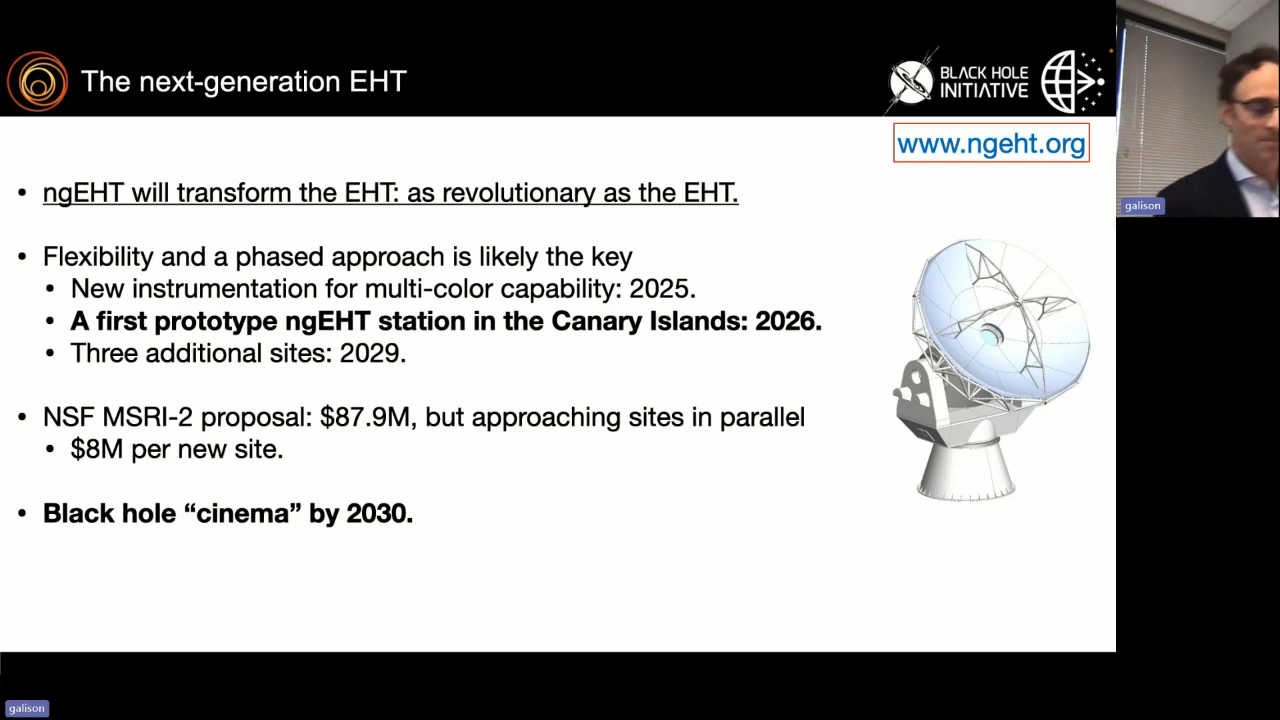 The next-generation EHT
BLACK HOLE
INITIATIVE
www.ngeht.org
• ngEHT will transform the EHT: as revolutionary as the EHT.
• Flexibility and a phased approach is likely the key
• New instrumentation for multi-color capability: 2025.
• A first prototype ngEHT station in the Canary Islands: 2026.
• Three additional sites: 2029.
• NSF MSRI-2 proposal: $87.9M, but approaching sites in parallel
• $8M per new site.
• Black hole “cinema” by 2030.
galison
galison